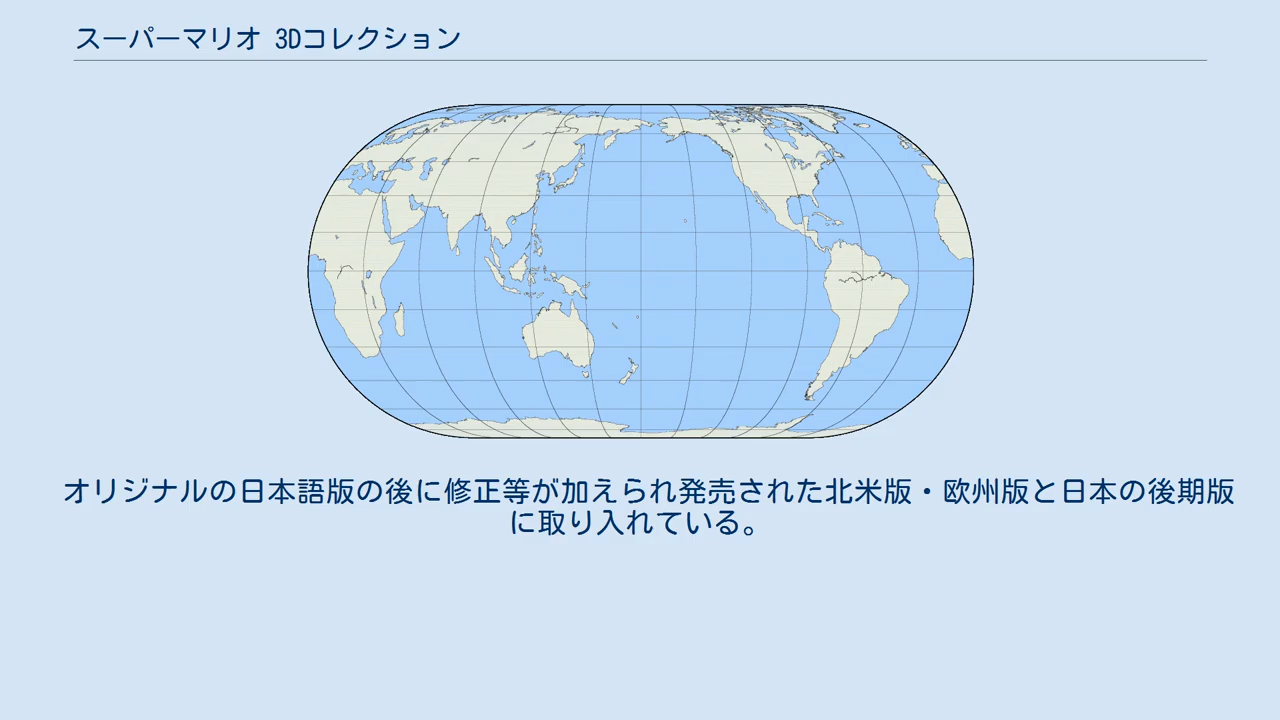 スーパーマリオ 3Dコレクション
オリジナルの日本語版の後に修正等が加えられ発売された北米版・欧州版と日本の後期版
に取り入れている。